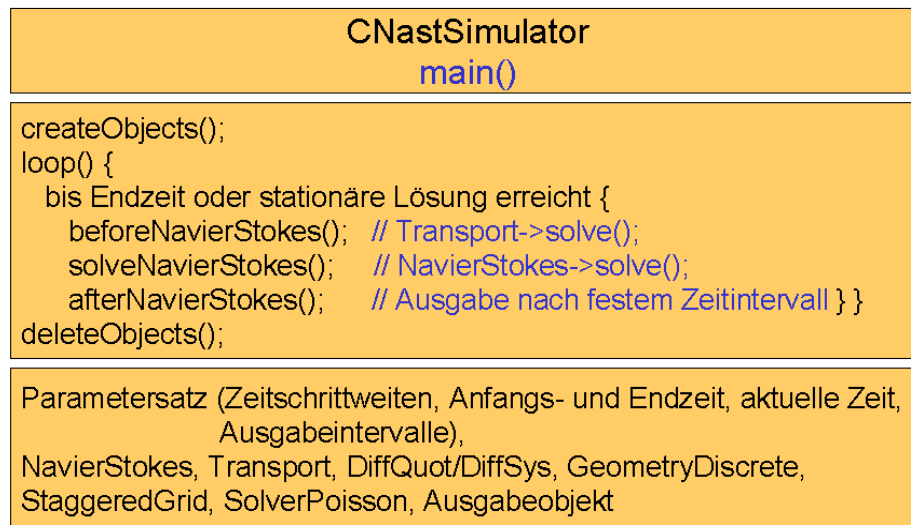 CNastSimulator
main()
createObjects();
loop() {
bis Endzeit oder stationäre Lösung erreicht {
beforeNavierStokes(); // Transport->solve();
solveNavierStokes(); // NavierStokes->solve();
afterNavierStokes(); // Ausgabe nach festem Zeitintervall } }
deleteObjects();
Parametersatz (Zeitschrittweiten, Anfangs- und Endzeit, aktuelle Zeit,
Ausgabeintervalle),
NavierStokes, Transport, DiffQuot/DiffSys, GeometryDiscrete,
StaggeredGrid, SolverPoisson, Ausgabeobjekt